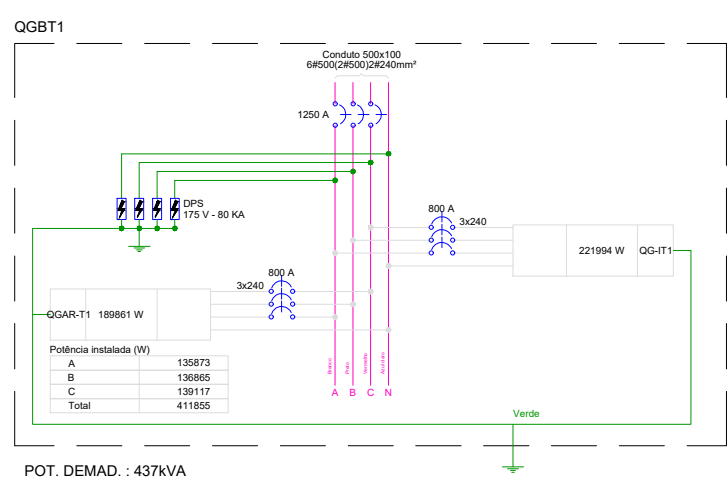 QGBT1
Conduto 500x100
6#500(2#500)2#240mm²
1250 A
DPS
175 V - 80 KA
800 A
3x240
221994 W
QG-IT1
800 A
3x240
QGAR-T1
189861 W
Potência instalada (W)
A 135873
B 136865
C 139117
Total 411855
Branco
Preto
Vermelho
A B C N
Verde
POT. DEMAD. : 437kVA